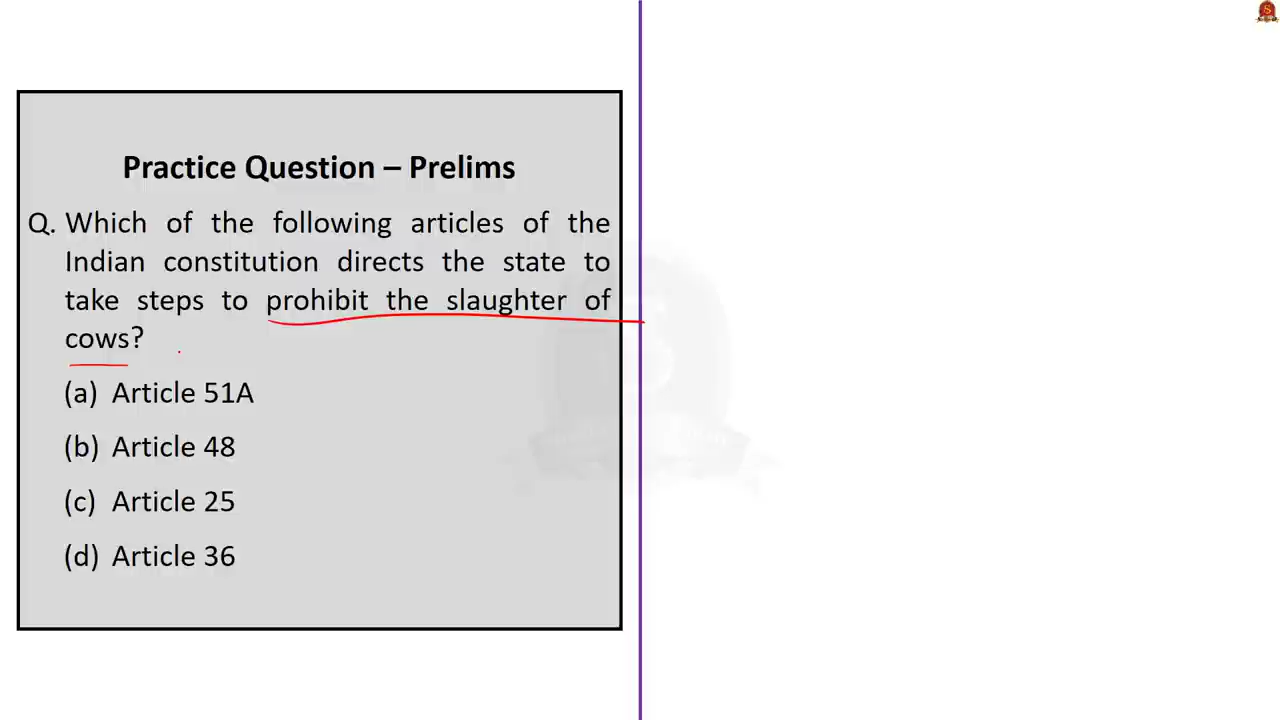 Practice Question – Prelims
Q. Which of the following articles of the
Indian constitution directs the state to
take steps to prohibit the slaughter of
cows?
(a) Article 51A
(b) Article 48
(c) Article 25
(d) Article 36